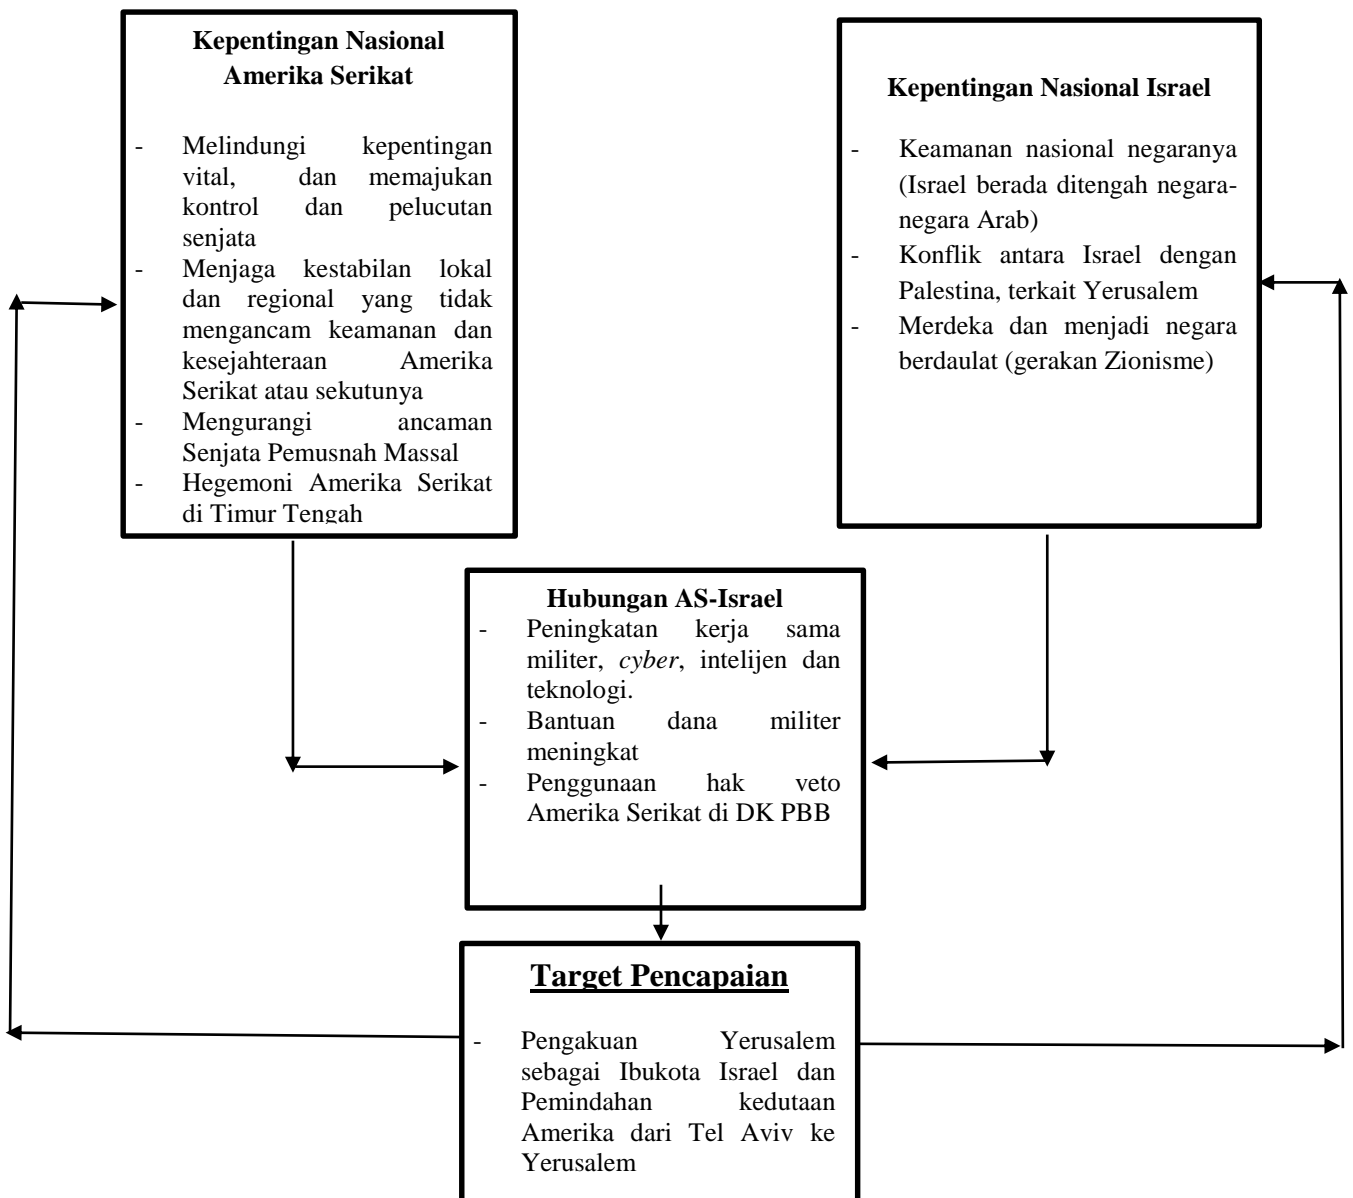 Kepentingan Nasional
Amerika Serikat
- Melindungi kepentingan
vital, dan memajukan
kontrol dan pelucutan
senjata
- Menjaga kestabilan lokal
dan regional yang tidak
mengancam keamanan dan
kesejahteraan Amerika
Serikat atau sekutunya
- Mengurangi ancaman
Senjata Pemusnah Massal
- Hegemoni Amerika Serikat
di Timur Tengah
Kepentingan Nasional Israel
- Keamanan nasional negaranya
(Israel berada ditengah negara-
negara Arab)
- Konflik antara Israel dengan
Palestina, terkait Yerusalem
- Merdeka dan menjadi negara
berdaulat (gerakan Zionisme)
Hubungan AS-Israel
- Peningkatan kerja sama
militer, cyber, intelijen dan
teknologi.
- Bantuan dana militer
meningkat
- Penggunaan hak veto
Amerika Serikat di DK PBB
Target Pencapaian
- Pengakuan Yerusalem
sebagai Ibukota Israel dan
Pemindahan kedutaan
Amerika dari Tel Aviv ke
Yerusalem